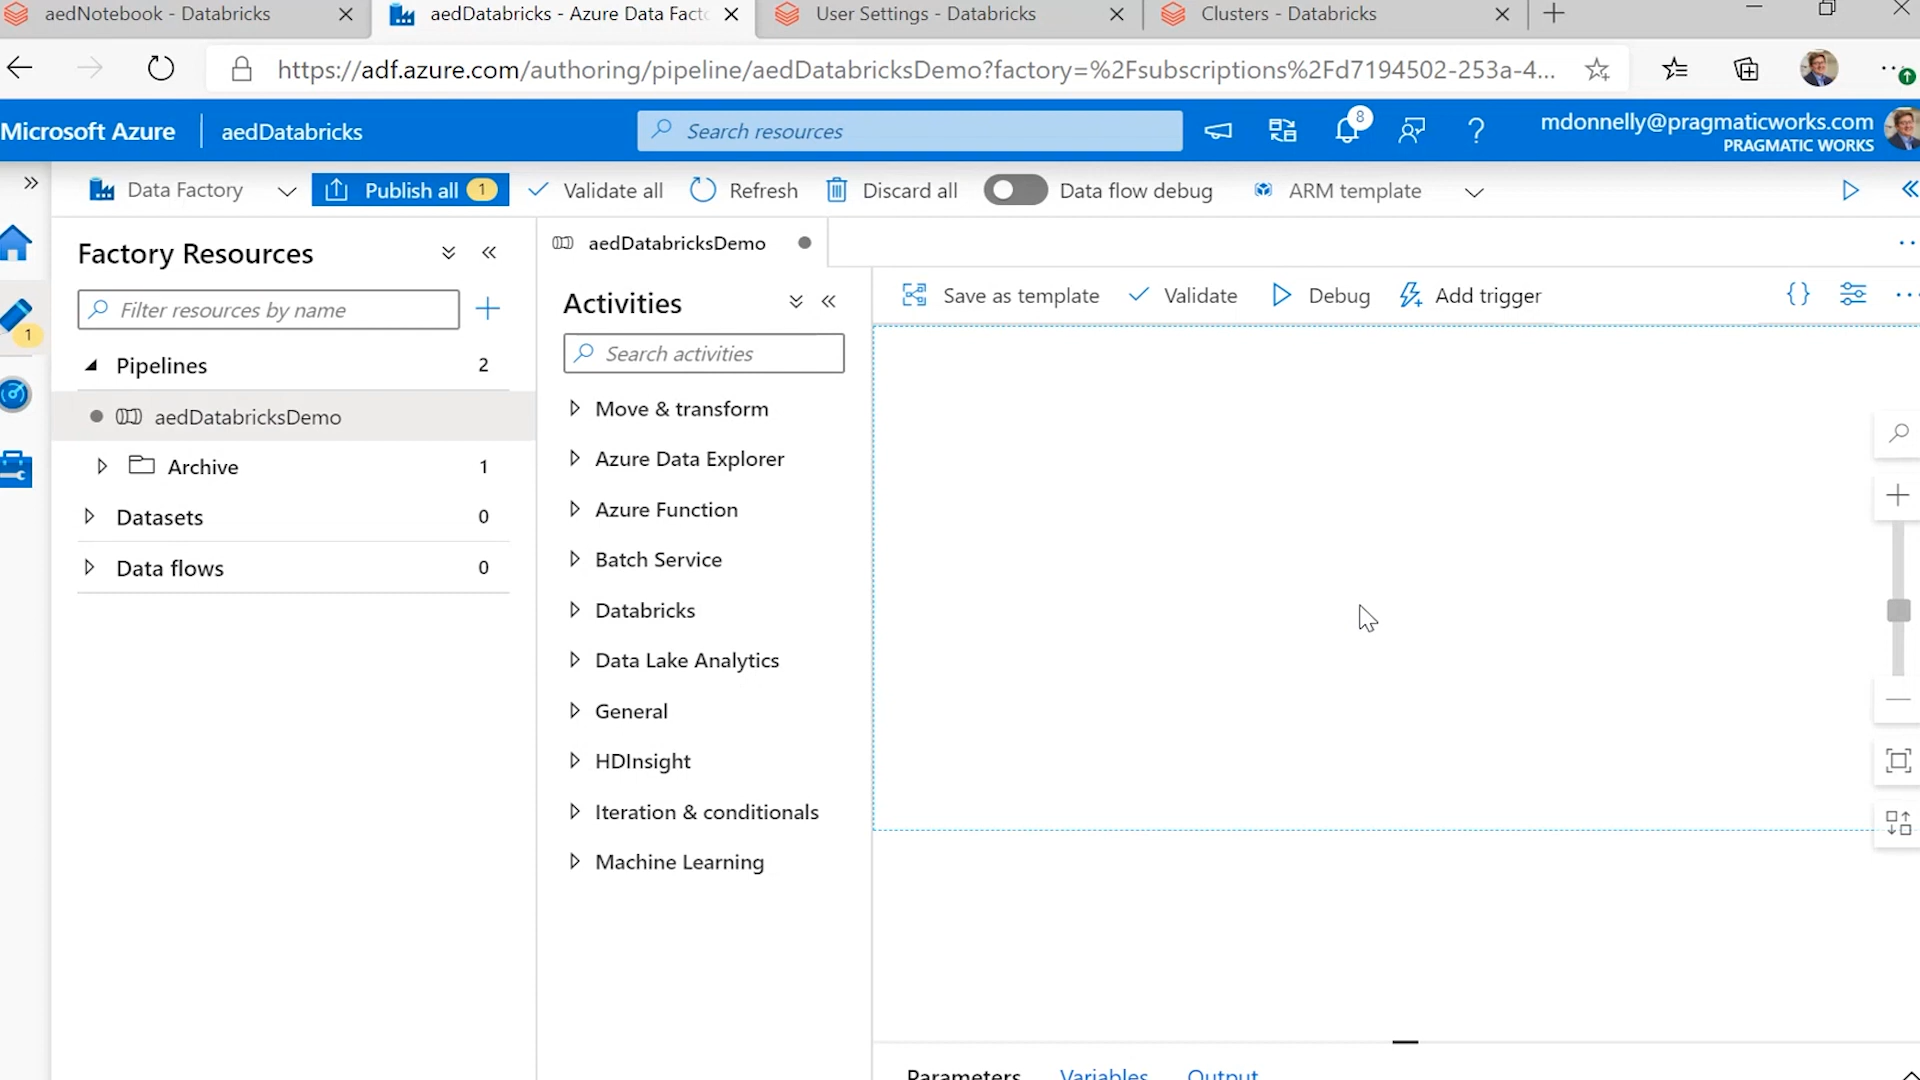 aedNotebook - Databricks
aedDatabricks - Azure Data Facto
User Settings - Databricks
Clusters - Databricks
https://adf.azure.com/authoring/pipeline/aedDatabricksDemo?factory=%2Fsubscriptions%2Fd7194502-253a-4...
Microsoft Azure
aedDatabricks
Search resources
8
mdonnelly@pragmaticworks.com
PRAGMATIC WORKS
Data Factory
Publish all 1
Validate all
Refresh
Discard all
Data flow debug
ARM template
1
Factory Resources
Filter resources by name
Pipelines 2
aedDatabricksDemo
Archive 1
Datasets 0
Data flows 0
aedDatabricksDemo
Activities
Search activities
Move & transform
Azure Data Explorer
Azure Function
Batch Service
Databricks
Data Lake Analytics
General
HDInsight
Iteration & conditionals
Machine Learning
Save as template
Validate
Debug
Add trigger
Parameters
Variables
Output